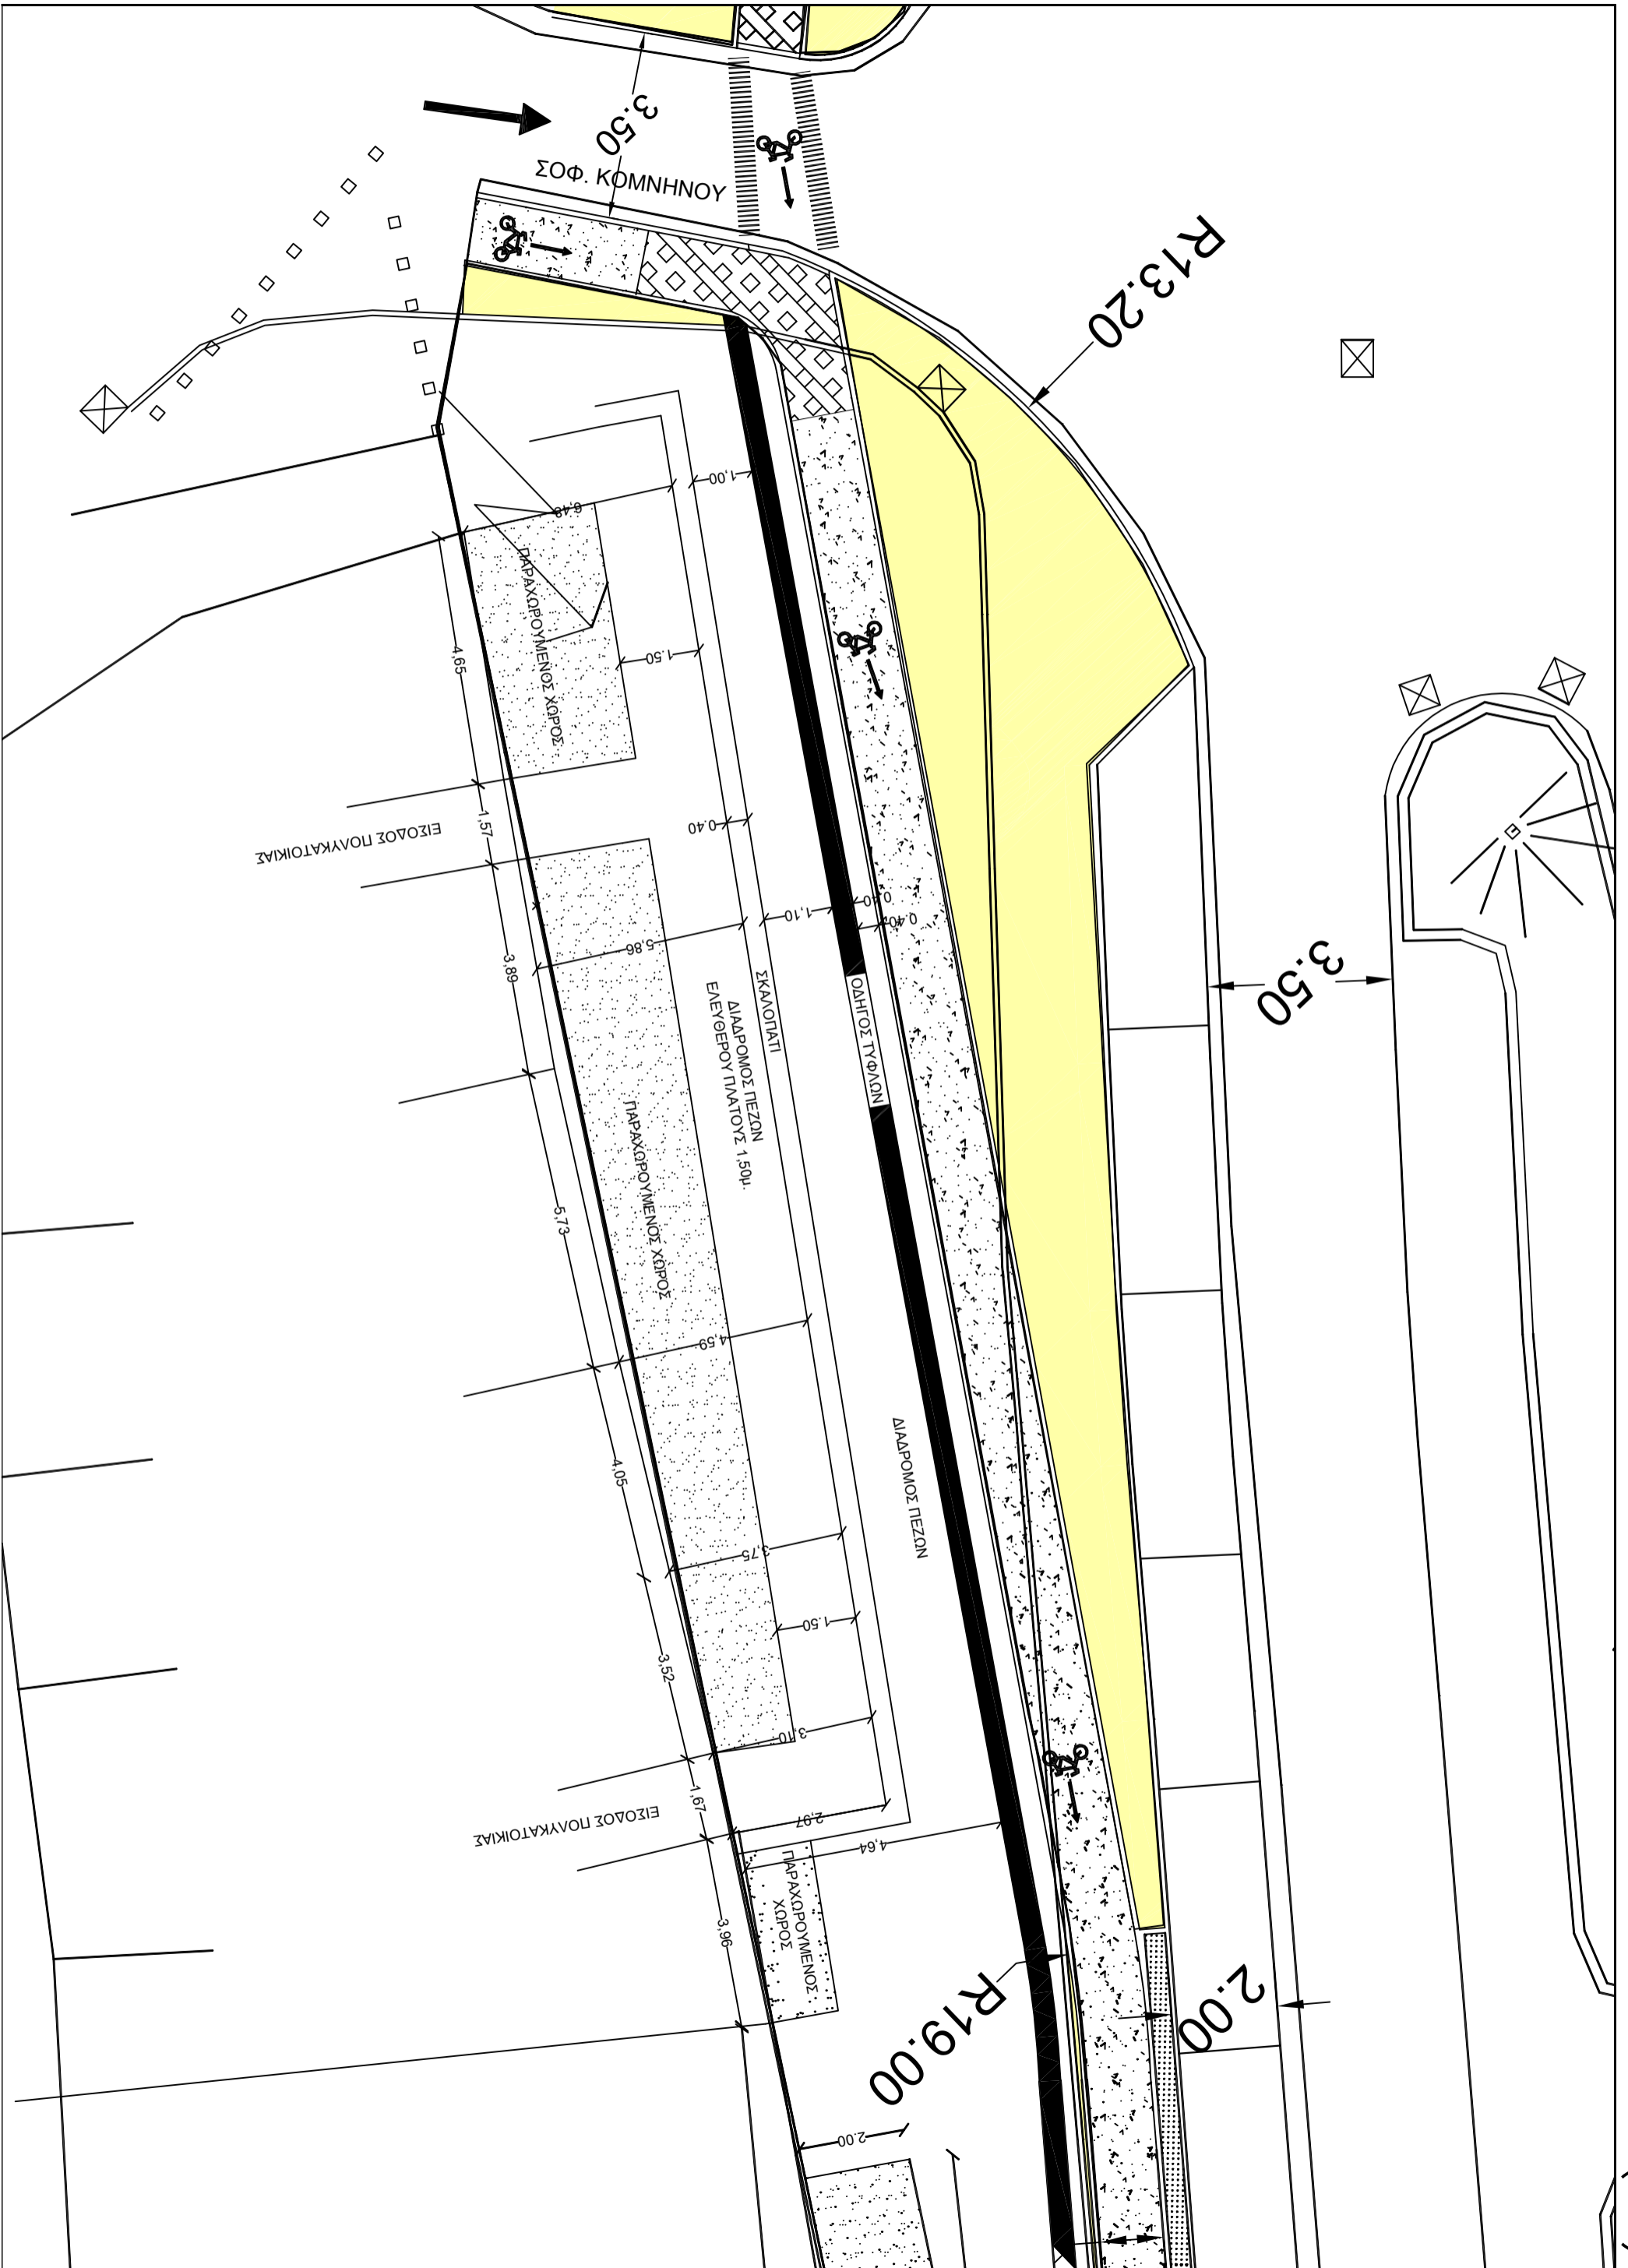 3.50
ΣΟΦ. ΚΟΜΝΗΝΟΥ
R13.20
1,00
6,48
ΠΑΡΑΧΩΡΟΥΜΕΝΟΣ ΧΩΡΟΣ
4,65
1.50
1,57
ΕΙΣΟΔΟΣ ΠΟΛΥΚΑΤΟΙΚΙΑΣ
0.40
0.40
0.40
1,10
5,86
3,89
3.50
ΣΚΑΛΟΠΑΤΙ
ΔΙΑΔΡΟΜΟΣ ΠΕΖΩΝ
ΕΛΕΥΘΕΡΟΥ ΠΛΑΤΟΥΣ 1,50μ.
ΟΔΗΓΟΣ ΤΥΦΛΩΝ
ΠΑΡΑΧΩΡΟΥΜΕΝΟΣ ΧΩΡΟΣ
5,73
4,59
ΔΙΑΔΡΟΜΟΣ ΠΕΖΩΝ
4,05
3,75
1.50
3,52
3,10
1,67
ΕΙΣΟΔΟΣ ΠΟΛΥΚΑΤΟΙΚΙΑΣ
2,97
4,64
ΠΑΡΑΧΩΡΟΥΜΕΝΟΣ
ΧΩΡΟΣ
3,96
R19.00
2.00
2.00